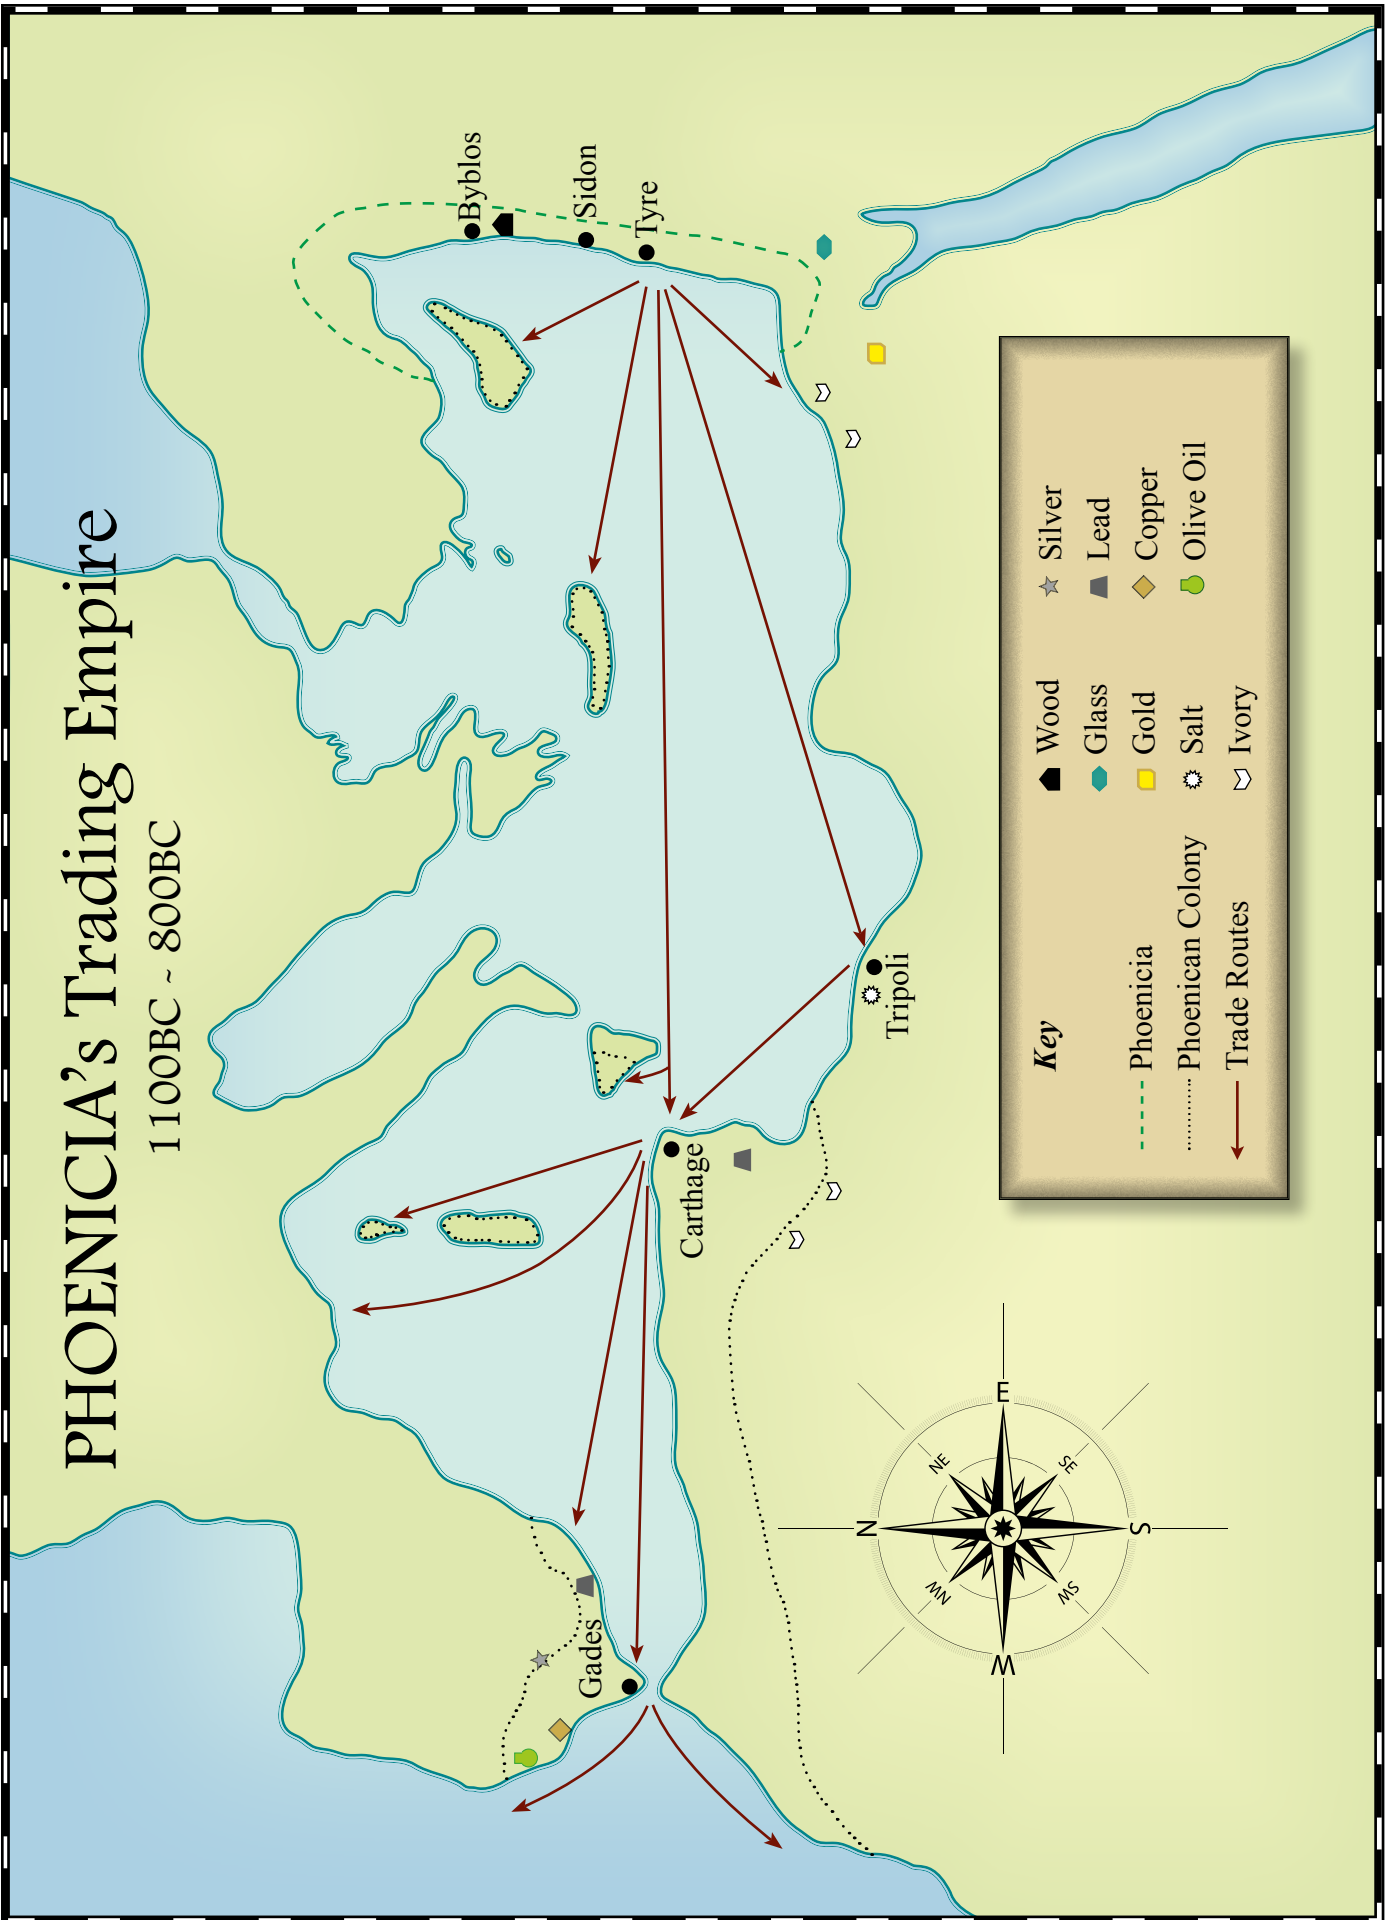 PHOENICIA's Trading Empire
1100BC ~ 800BC
Byblos
Sidon
Tyre
Gades
Carthage
Tripoli
Key
Phoenicia
Phoenican Colony
Trade Routes
Wood
Glass
Gold
Salt
Ivory
Silver
Lead
Copper
Olive Oil
N
NE
E
SE
S
SW
W
NW